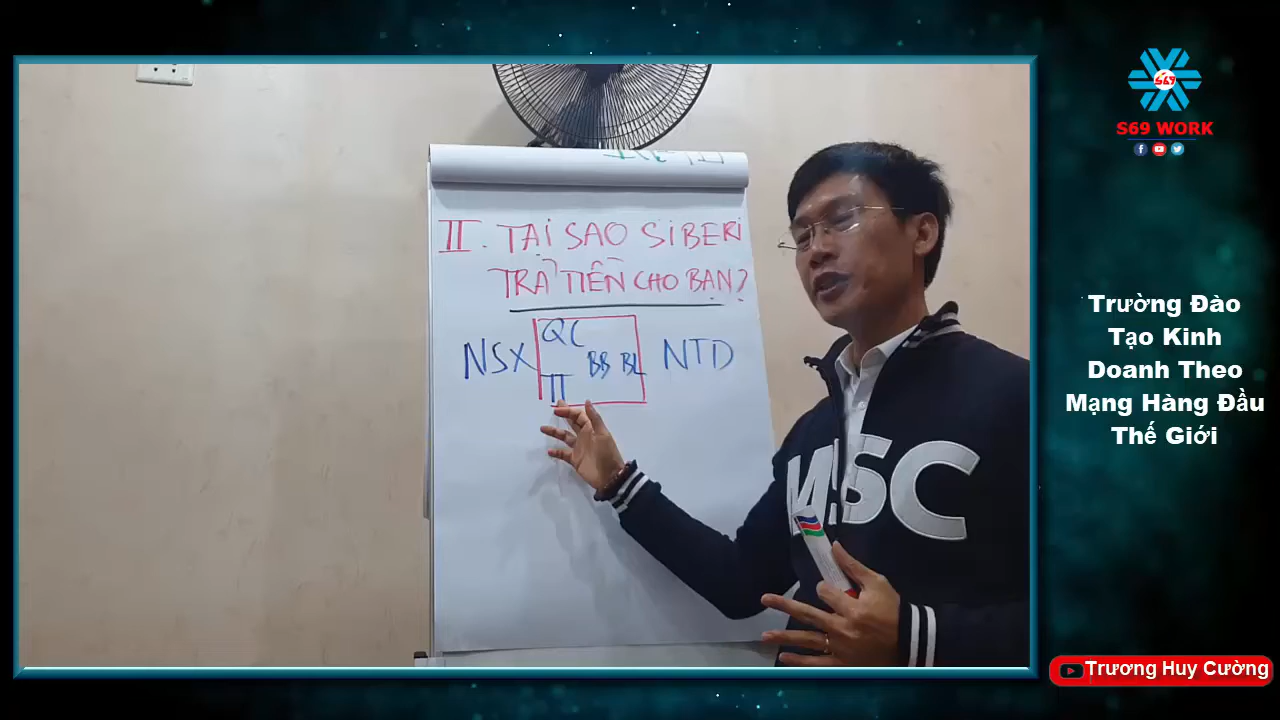 S69
S69 WORK
II. TẠI SAO SIBERI
TRẢ TIỀN CHO BẠN?
NSX
QC
BB BL
TT
NTD
MSC
Trường Đào
Tạo Kinh
Doanh Theo
Mạng Hàng Đầu
Thế Giới
Trương Huy Cường